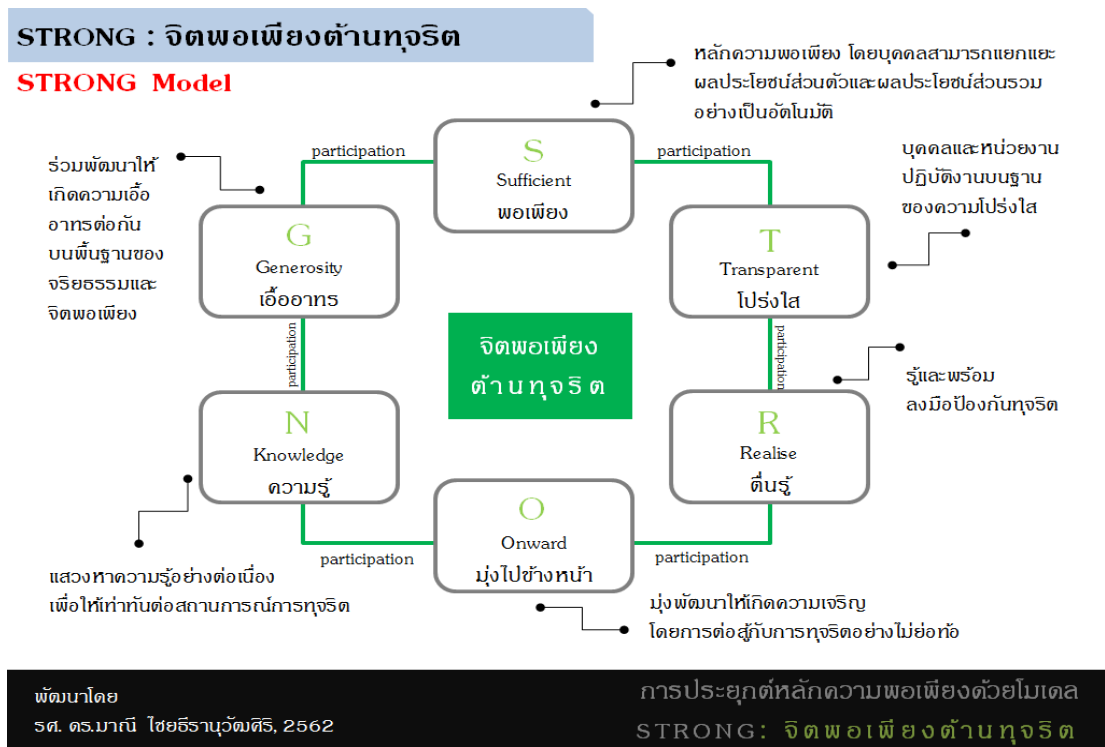 STRONG : จิตพอเพียงต้านทุจริต
STRONG Model
หลักความพอเพียง โดยบุคคลสามารถแยกแยะ
ผลประโยชน์ส่วนตัวและผลประโยชน์ส่วนรวม
อย่างเป็นอัตโนมัติ
participation
S
Sufficient
พอเพียง
participation
บุคคลและหน่วยงาน
ปฏิบัติงานบนฐาน
ของความโปร่งใส
ร่วมพัฒนาให้
เกิดความเอื้อ
อาทรต่อกัน
บนพื้นฐานของ
จริยธรรมและ
จิตพอเพียง
G
Generosity
เอื้ออาทร
T
Transparent
โปร่งใส
จิตพอเพียง
ต้านทุจริต
participation
participation
รู้และพร้อม
ลงมือป้องกันทุจริต
N
Knowledge
ความรู้
R
Realise
ตื่นรู้
O
Onward
มุ่งไปข้างหน้า
participation
participation
แสวงหาความรู้อย่างต่อเนื่อง
เพื่อให้เท่าทันต่อสถานการณ์การทุจริต
มุ่งพัฒนาให้เกิดความเจริญ
โดยการต่อสู้กับการทุจริตอย่างไม่ย่อท้อ
พัฒนาโดย
รศ. ดร.มาณี ไชยธีรานุวัฒศิริ, 2562
การประยุกต์หลักความพอเพียงด้วยโมเดล
STRONG: จิตพอเพียงต้านทุจริต